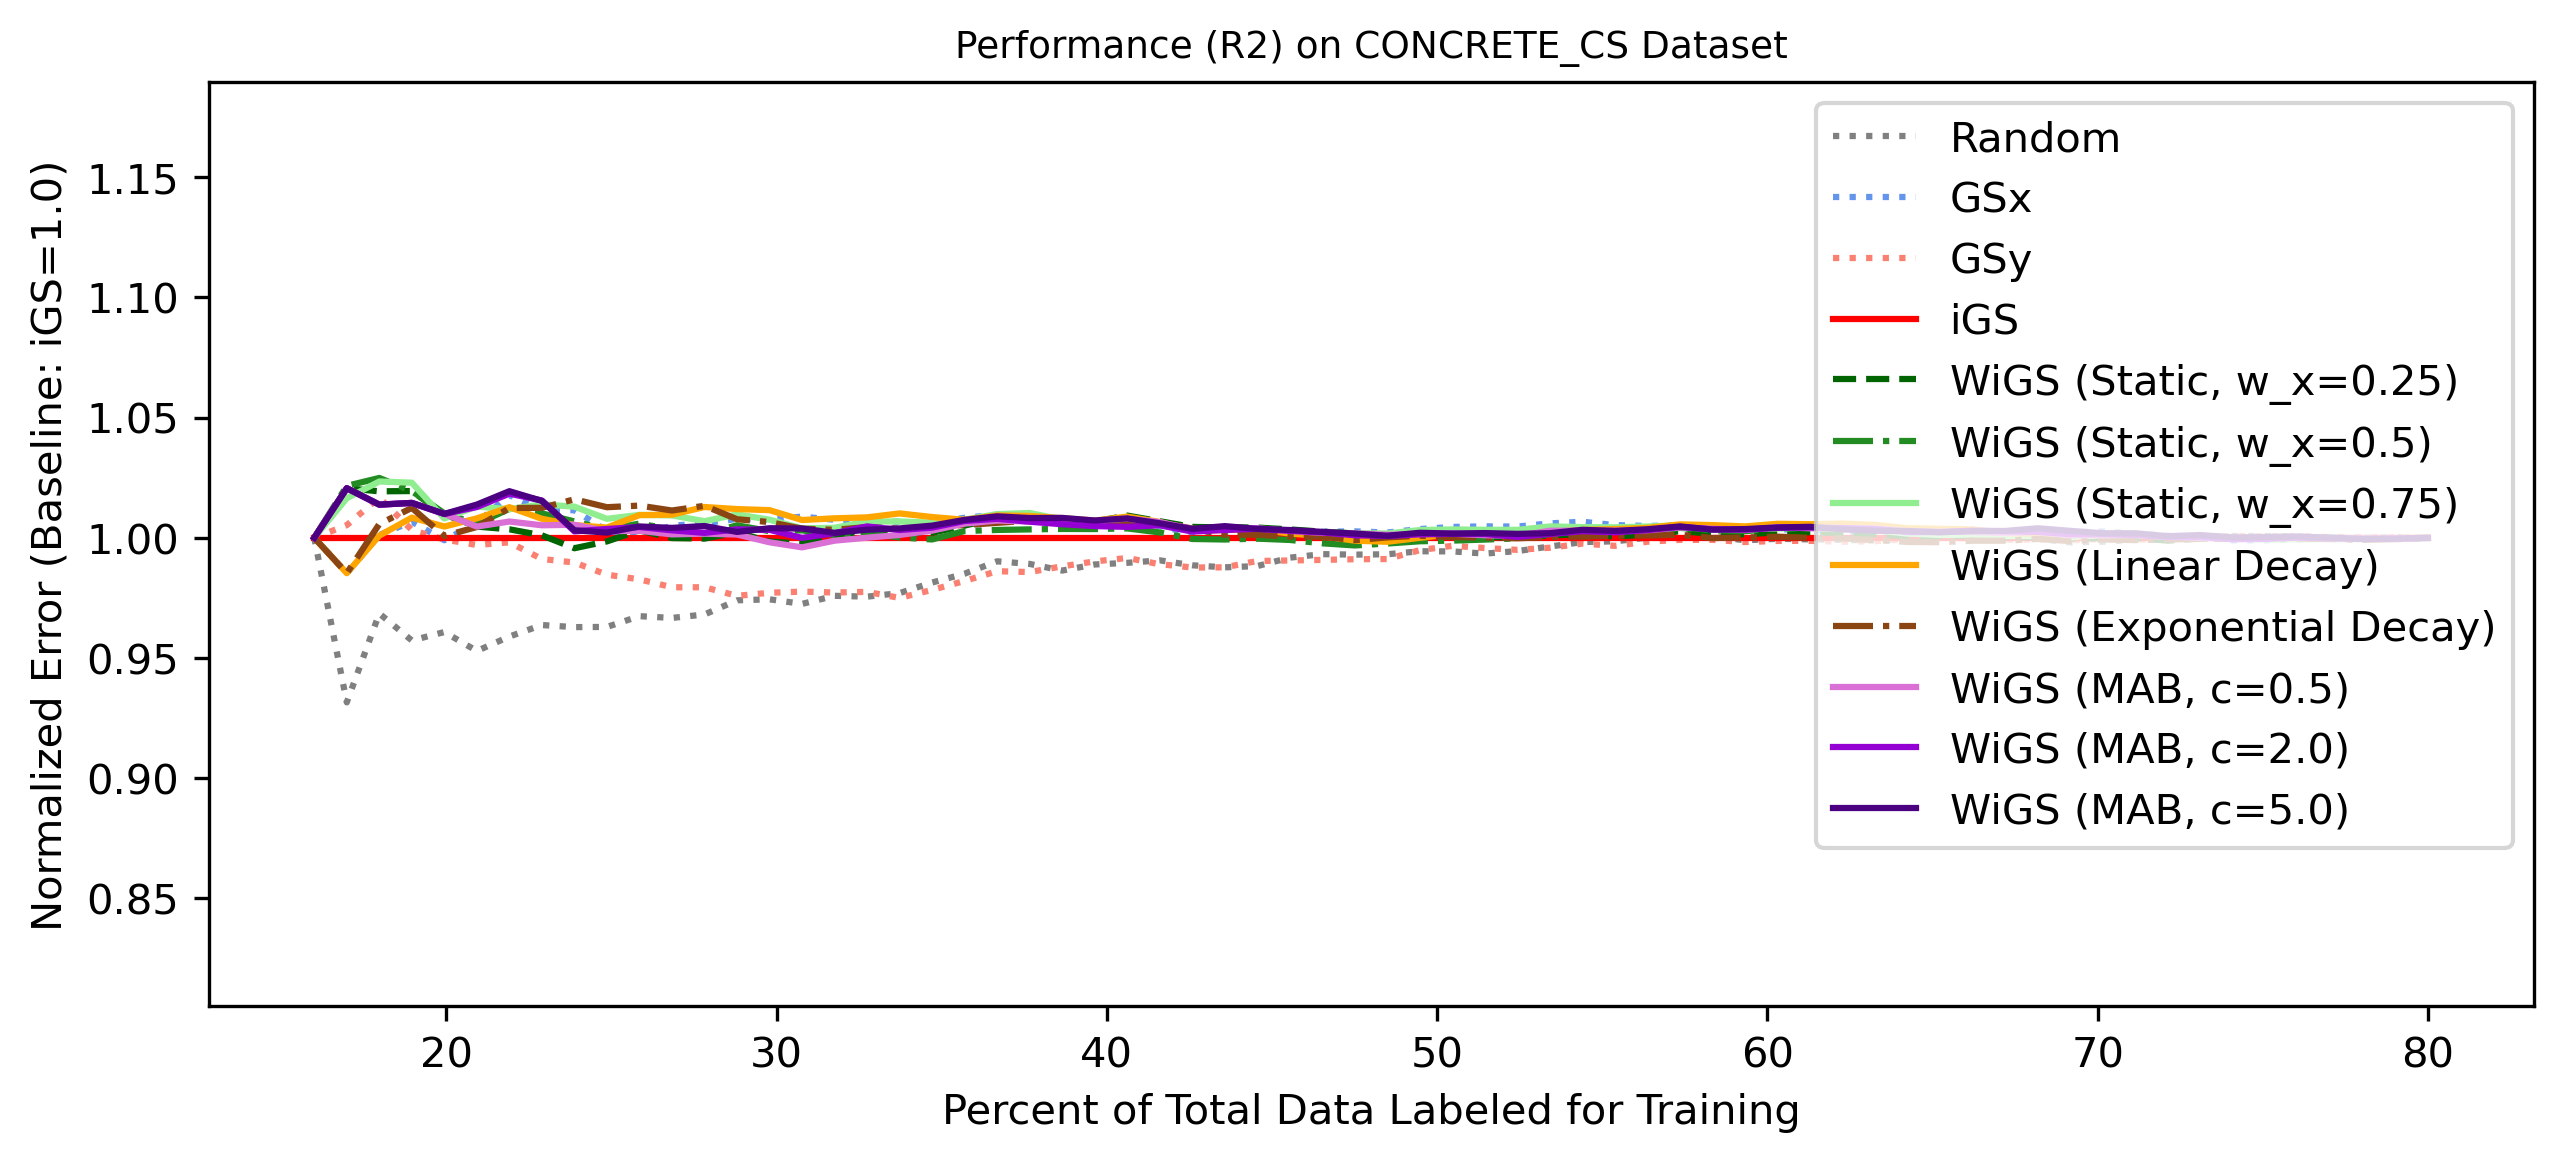 Performance (R2) on CONCRETE_CS Dataset
Normalized Error (Baseline: iGS=1.0)
1.15
1.10
1.05
1.00
0.95
0.90
0.85
Random
GSx
GSy
iGS
WiGS (Static, w_x=0.25)
WiGS (Static, w_x=0.5)
WiGS (Static, w_x=0.75)
WiGS (Linear Decay)
WiGS (Exponential Decay)
WiGS (MAB, c=0.5)
WiGS (MAB, c=2.0)
WiGS (MAB, c=5.0)
20 30 40 50 60 70 80
Percent of Total Data Labeled for Training